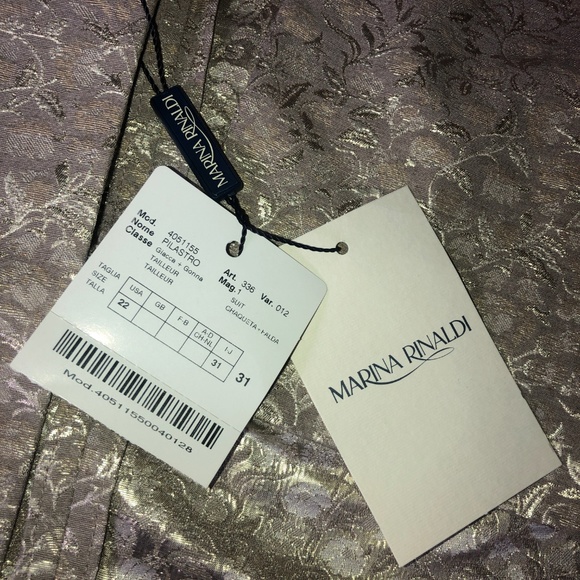 MARINA RINALDI
Mod. 4051155
Nome PILASTRO
Classe Giacca + Gonna
TAILLEUR
TAILLEUR
Art. 336 Var. 012
Mag. 1
SUIT
CHAQUETA + FALDA
TAGLIA
SIZE
TALLA
USA GB F-B A-D CH-NL I-J
22 31 31
Mod.40511550040128
MARINA RINALDI